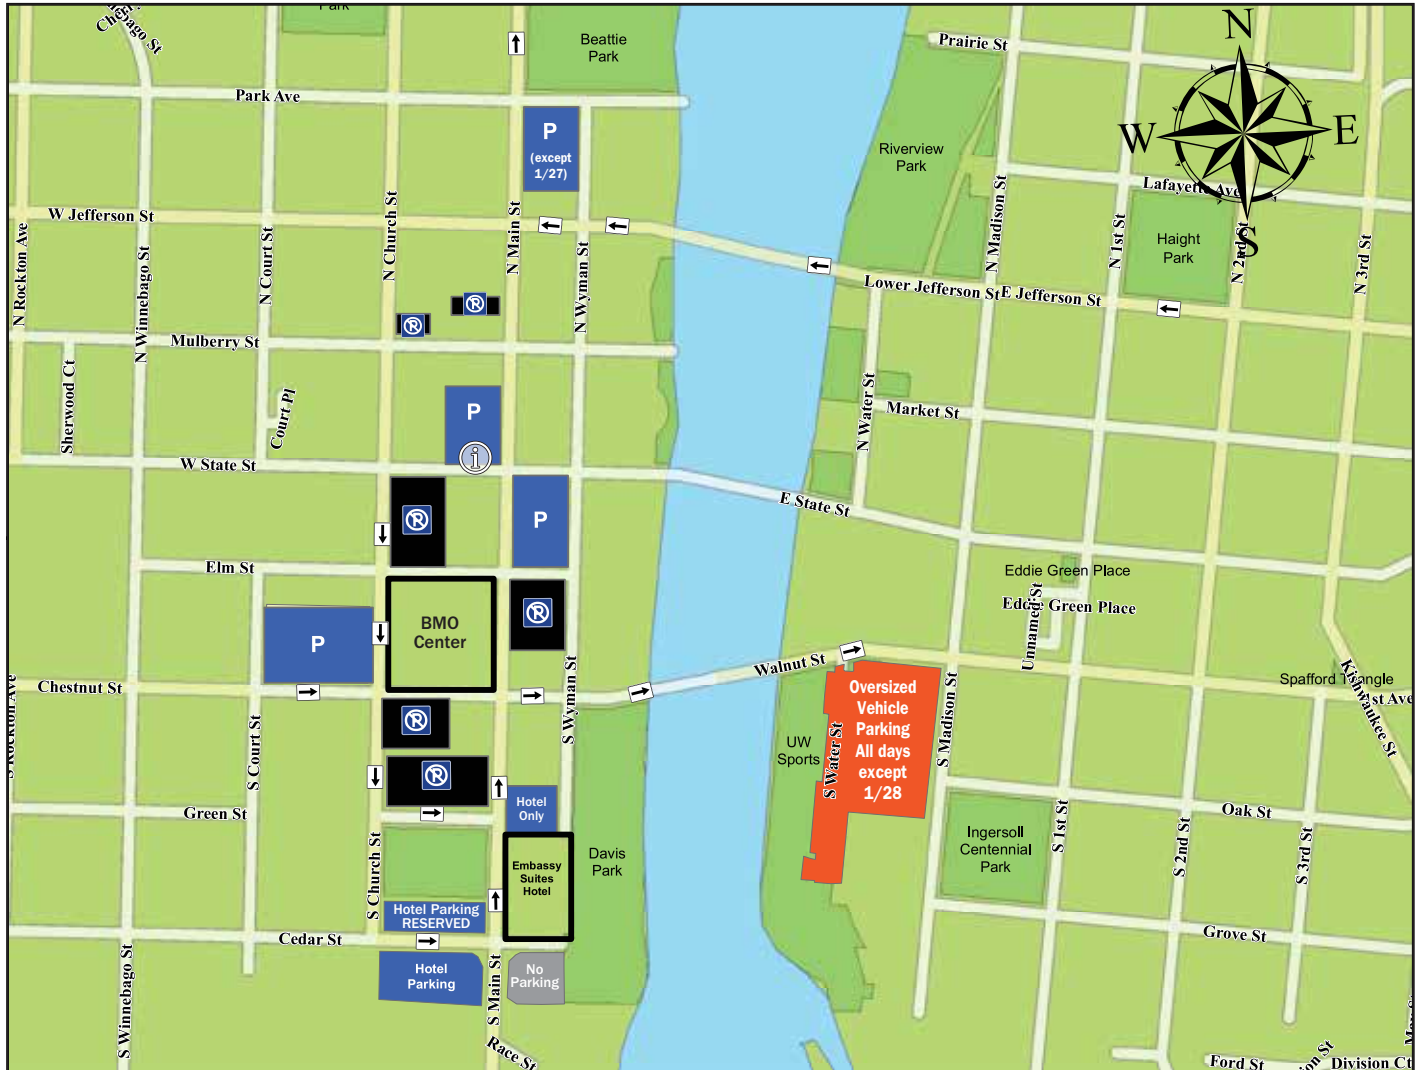 Park
Cherry
Winnebago St
Beattie
Park
Prairie St
N
W
E
S
Park Ave
P
(except
1/27)
Riverview
Park
Lafayette Ave
W Jefferson St
N Rockton Ave
N Winnebago St
N Court St
N Church St
N Main St
N Wyman St
N Madison St
N 1st St
Haight
Park
N 2nd St
N 3rd St
Lower Jefferson St
E Jefferson St
P
P
Mulberry St
Sherwood Ct
Court Pl
P
i
N Water St
Market St
W State St
E State St
P
P
Elm St
Eddie Green Place
Eddie Green Place
Unnamed St
P
BMO
Center
P
Walnut St
Chestnut St
S Rockton Ave
S Court St
S Wyman St
P
Oversized
Vehicle
Parking
All days
except
1/28
UW
Sports
S Water St
S Madison St
Spafford Triangle
1st Ave
Kishwaukee St
P
Green St
Hotel
Only
Oak St
Ingersoll
Centennial
Park
S 1st St
S 2nd St
S 3rd St
S Church St
Embassy
Suites
Hotel
Davis
Park
Hotel Parking
RESERVED
Cedar St
Grove St
S Winnebago St
Hotel
Parking
No
Parking
S Main St
Race St
Ford St
Division Ct